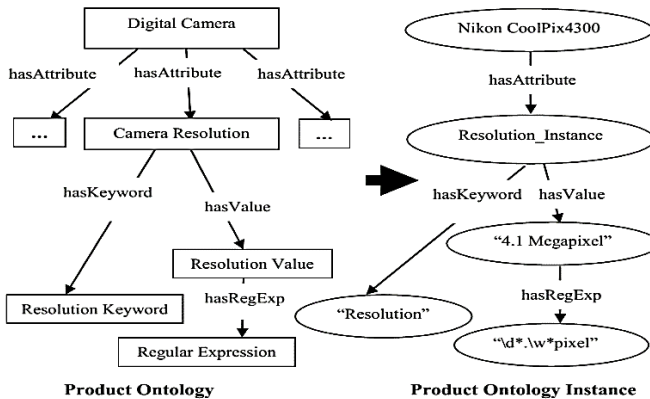 Digital Camera
hasAttribute
hasAttribute
hasAttribute
...
Camera Resolution
...
hasKeyword
hasValue
Resolution Value
hasRegExp
Resolution Keyword
Regular Expression
Product Ontology
Nikon CoolPix4300
hasAttribute
Resolution_Instance
hasKeyword
hasValue
“4.1 Megapixel”
hasRegExp
“Resolution”
“\d*.\w*pixel”
Product Ontology Instance